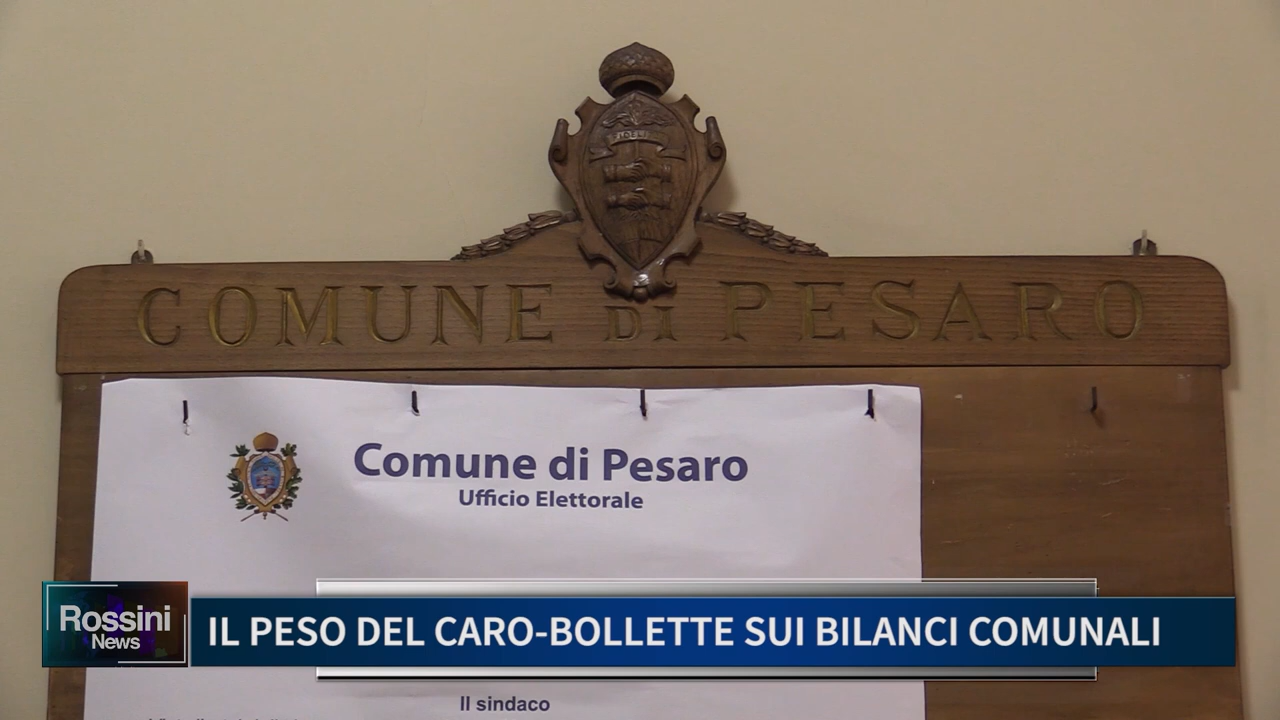 FIDELI
COMUNE DI PESARO
Comune di Pesaro
Ufficio Elettorale
Rossini
News
IL PESO DEL CARO-BOLLETTE SUI BILANCI COMUNALI
Il sindaco